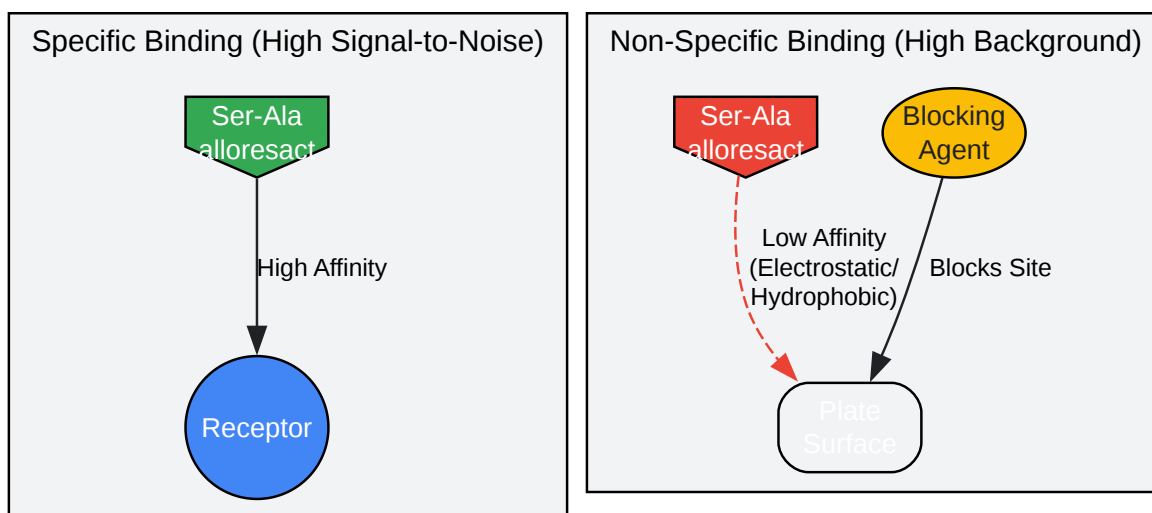 Specific Binding (High Signal-to-Noise)
Ser-Ala
alloresact
High Affinity
Receptor
Non-Specific Binding (High Background)
Ser-Ala
alloresact
Blocking
Agent
Low Affinity
(Electrostatic/
Hydrophobic)
Blocks Site
Plate
Surface